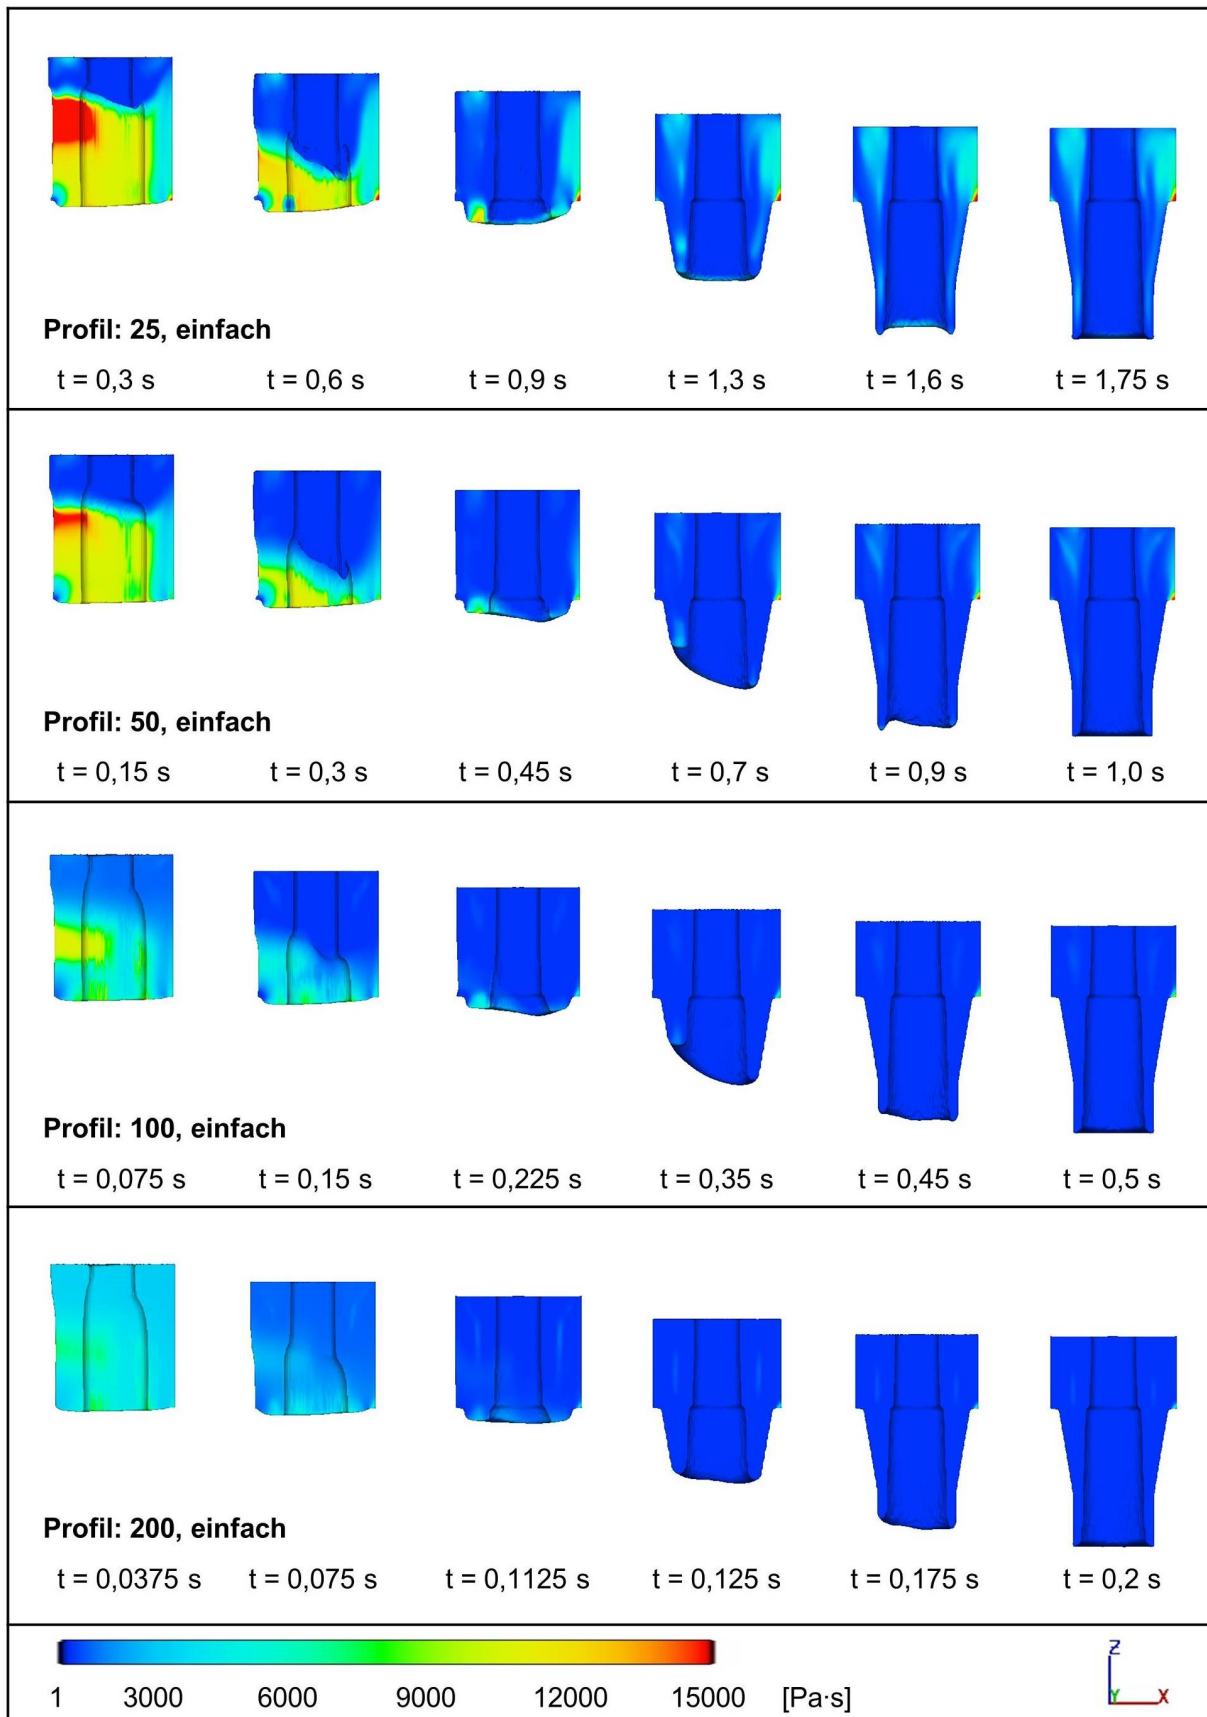 Profil: 25, einfach
t = 0,3 s t = 0,6 s t = 0,9 s t = 1,3 s t = 1,6 s t = 1,75 s
Profil: 50, einfach
t = 0,15 s t = 0,3 s t = 0,45 s t = 0,7 s t = 0,9 s t = 1,0 s
Profil: 100, einfach
t = 0,075 s t = 0,15 s t = 0,225 s t = 0,35 s t = 0,45 s t = 0,5 s
Profil: 200, einfach
t = 0,0375 s t = 0,075 s t = 0,1125 s t = 0,125 s t = 0,175 s t = 0,2 s
Z
Y X
1 3000 6000 9000 12000 15000 [Pa·s]